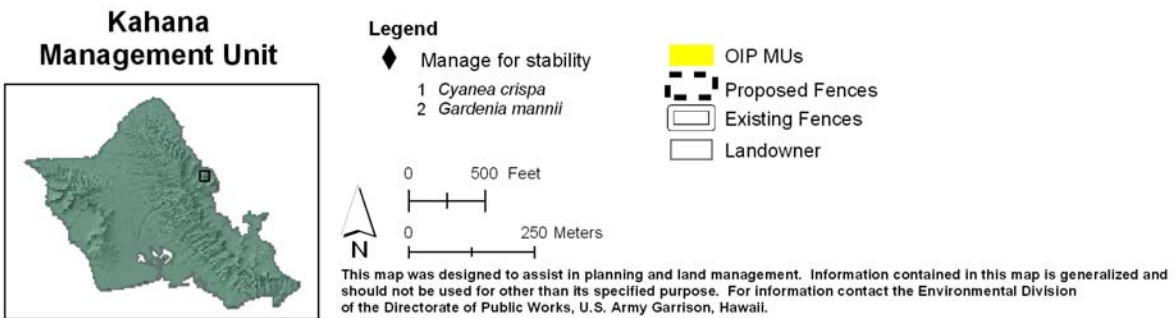 Kahana
Management Unit
Legend
Manage for stability
1 Cyanea crispa
2 Gardenia mannii
OIP MUs
Proposed Fences
Existing Fences
Landowner
0 500 Feet
0 250 Meters
N
This map was designed to assist in planning and land management. Information contained in this map is generalized and
should not be used for other than its specified purpose. For information contact the Environmental Division
of the Directorate of Public Works, U.S. Army Garrison, Hawaii.